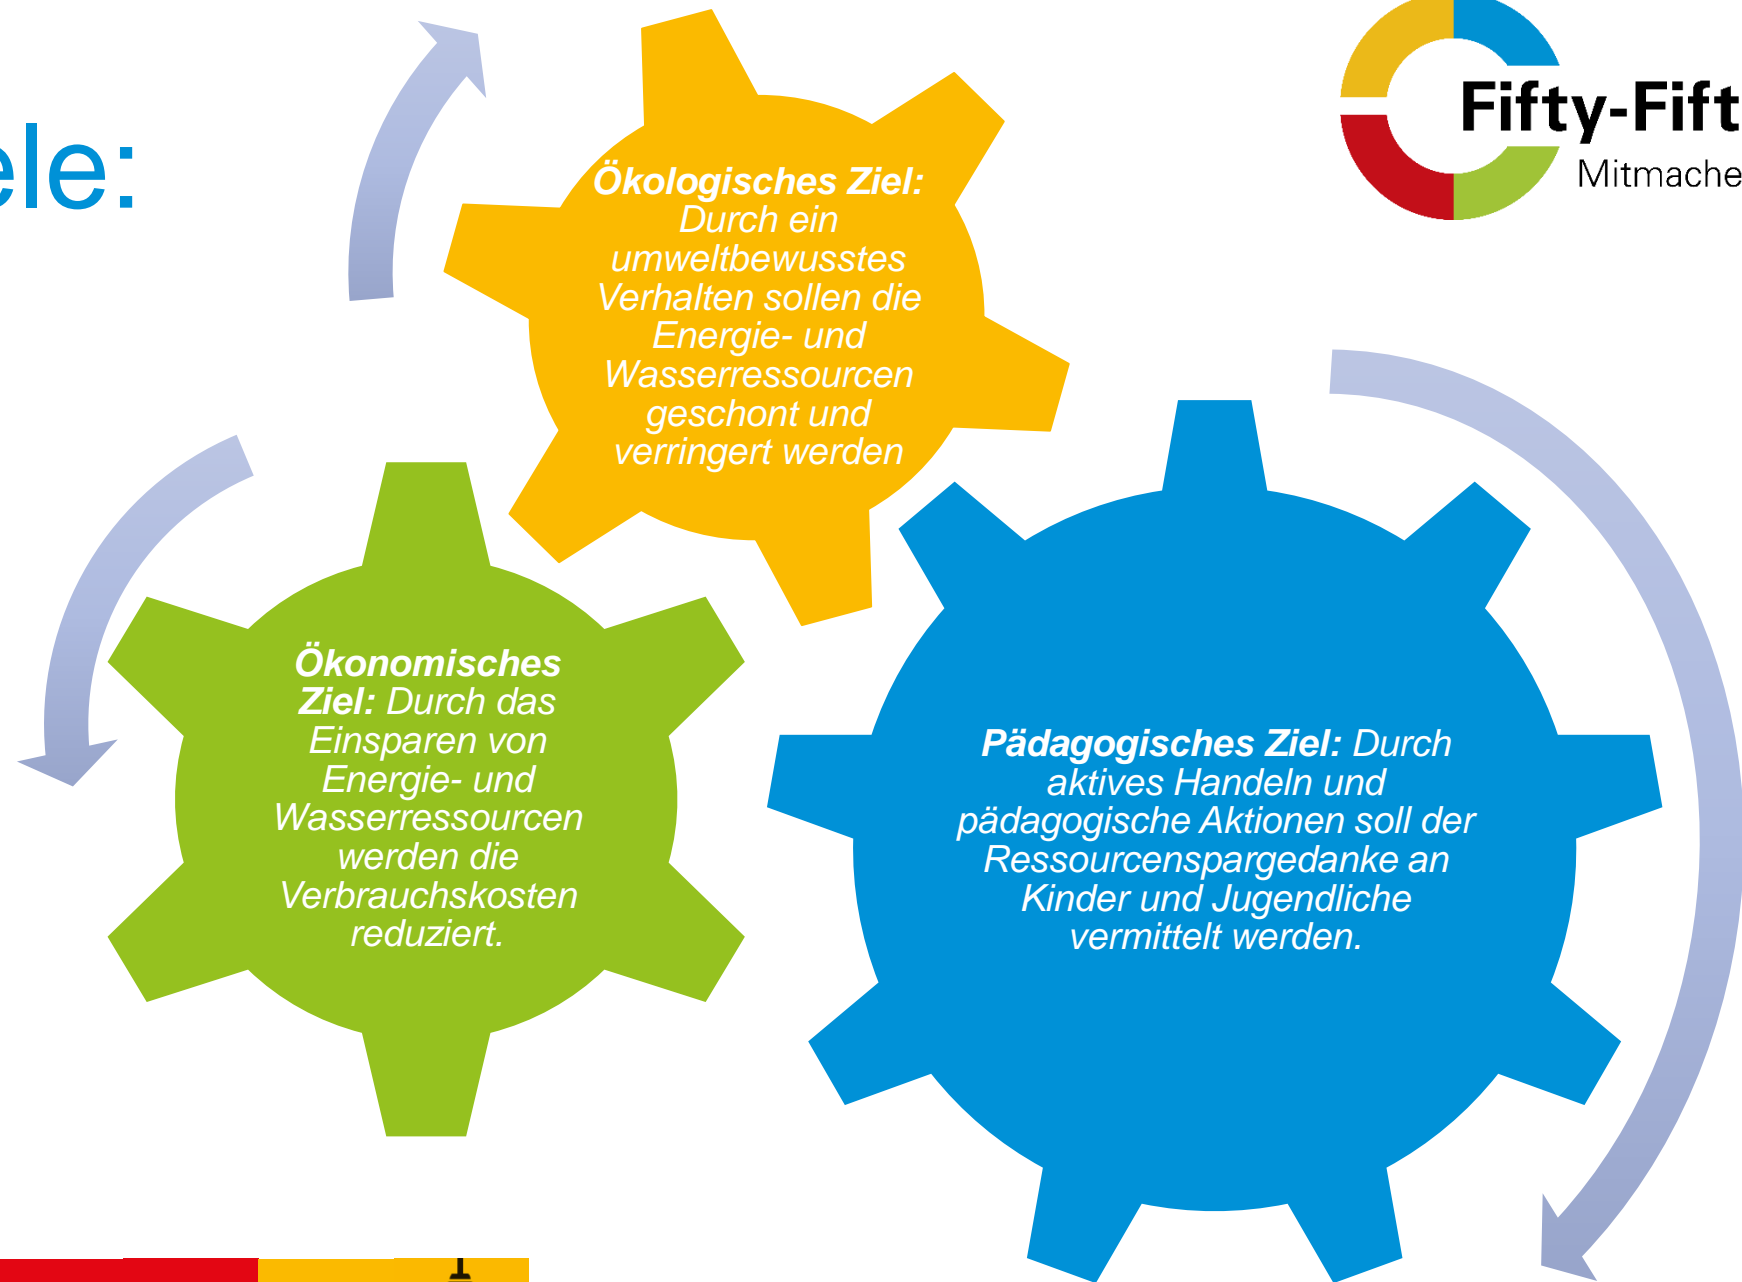 ele:
Fifty-Fift
Mitmache
Ökologisches Ziel:
Durch ein
umweltbewusstes
Verhalten sollen die
Energie- und
Wasserressourcen
geschont und
verringert werden
Ökonomisches
Ziel: Durch das
Einsparen von
Energie- und
Wasserressourcen
werden die
Verbrauchskosten
reduziert.
Pädagogisches Ziel: Durch
aktives Handeln und
pädagogische Aktionen soll der
Ressourcenspargedanke an
Kinder und Jugendliche
vermittelt werden.